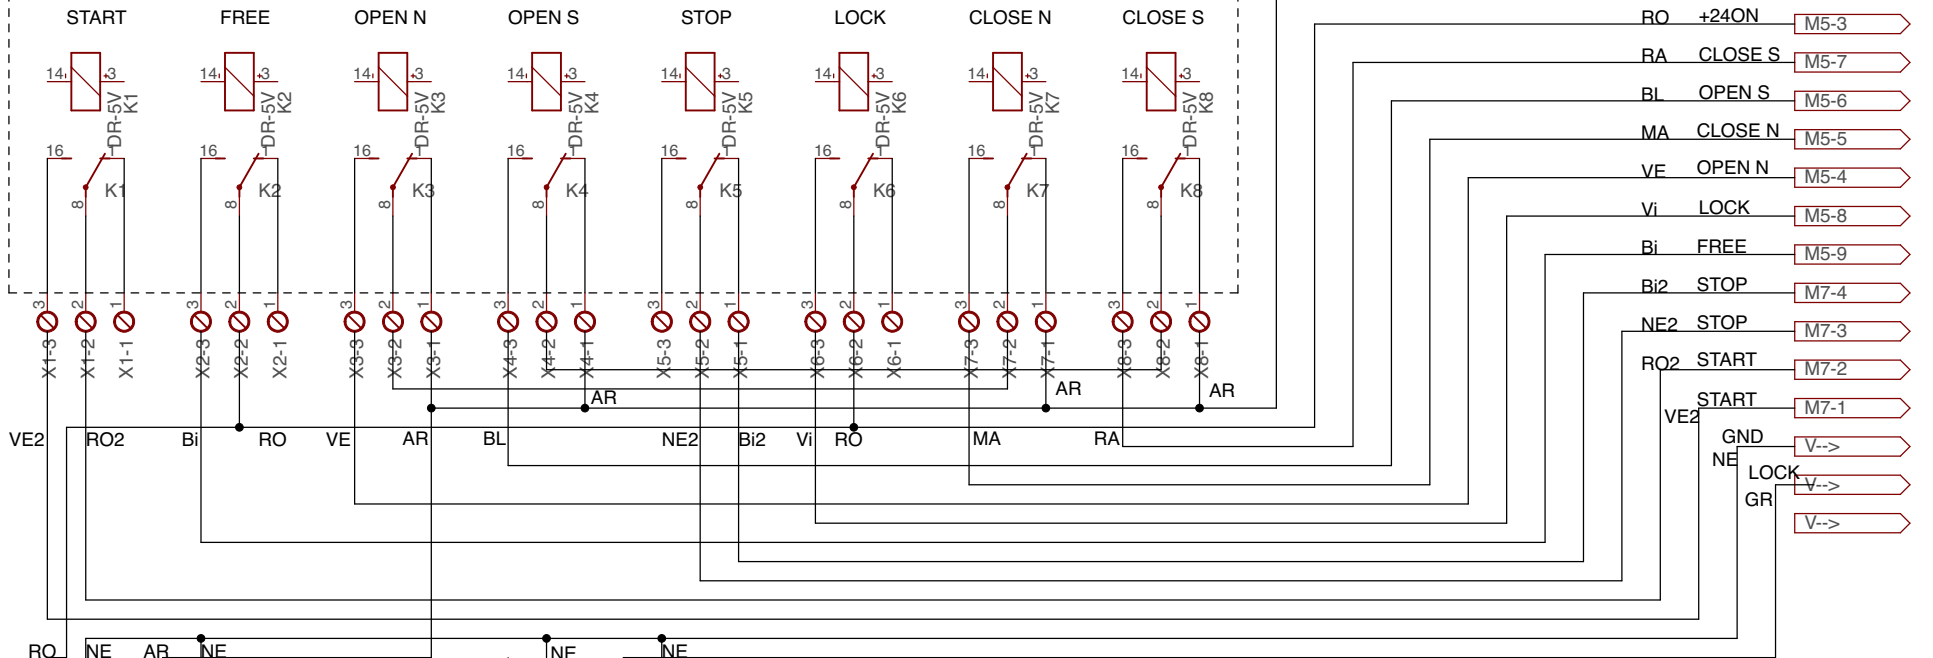 START FREE OPEN N OPEN S STOP LOCK CLOSE N CLOSE S
RO +24ON M5-3
RA CLOSE S M5-7
BL OPEN S M5-6
MA CLOSE N M5-5
VE OPEN N M5-4
Vi LOCK M5-8
Bi FREE M5-9
Bi2 STOP M7-4
NE2 STOP M7-3
RO2 START M7-2
VE2 START M7-1
GND NE V-->
LOCK GR V-->
V-->
14 3 14 3 14 3 14 3 14 3 14 3 14 3 14 3
DR-5V K1 DR-5V K2 DR-5V K3 DR-5V K4 DR-5V K5 DR-5V K6 DR-5V K7 DR-5V K8
16 1 16 1 16 1 16 1 16 1 16 1 16 1 16 1
K1 K2 K3 K4 K5 K6 K7 K8
8 8 8 8 8 8 8 8
3 2 1 3 2 1 3 2 1 3 2 1 3 2 1 3 2 1 3 2 1 3 2 1
X1-3 X1-2 X1-1 X2-3 X2-2 X2-1 X3-3 X3-2 X3-1 X4-3 X4-2 X4-1 X5-3 X5-2 X5-1 X6-3 X6-2 X6-1 X7-3 X7-2 X7-1 X8-3 X8-2 X8-1
AR AR AR
VE2 RO2 Bi RO VE AR BL NE2 Bi2 Vi RO MA RA
RO NE AR NE NE NE